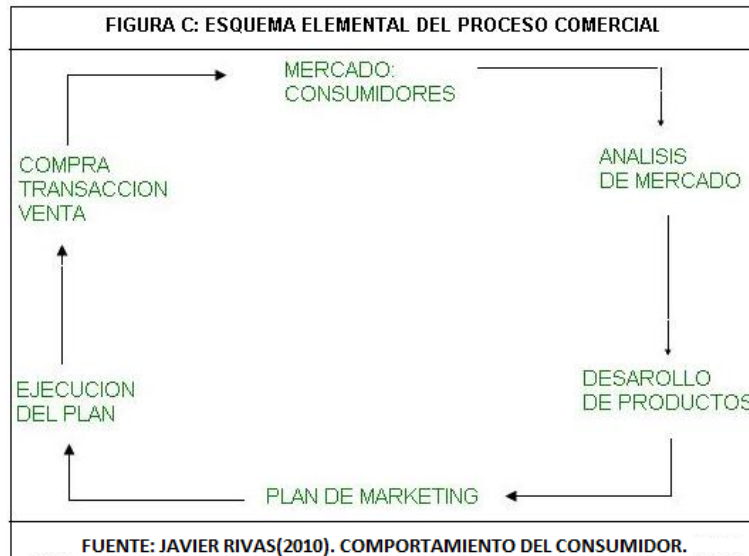 FIGURA C: ESQUEMA ELEMENTAL DEL PROCESO COMERCIAL
MERCADO:
CONSUMIDORES
ANALISIS
DE MERCADO
DESAROLLO
DE PRODUCTOS
PLAN DE MARKETING
EJECUCION
DEL PLAN
COMPRA
TRANSACCION
VENTA
FUENTE: JAVIER RIVAS(2010). COMPORTAMIENTO DEL CONSUMIDOR.